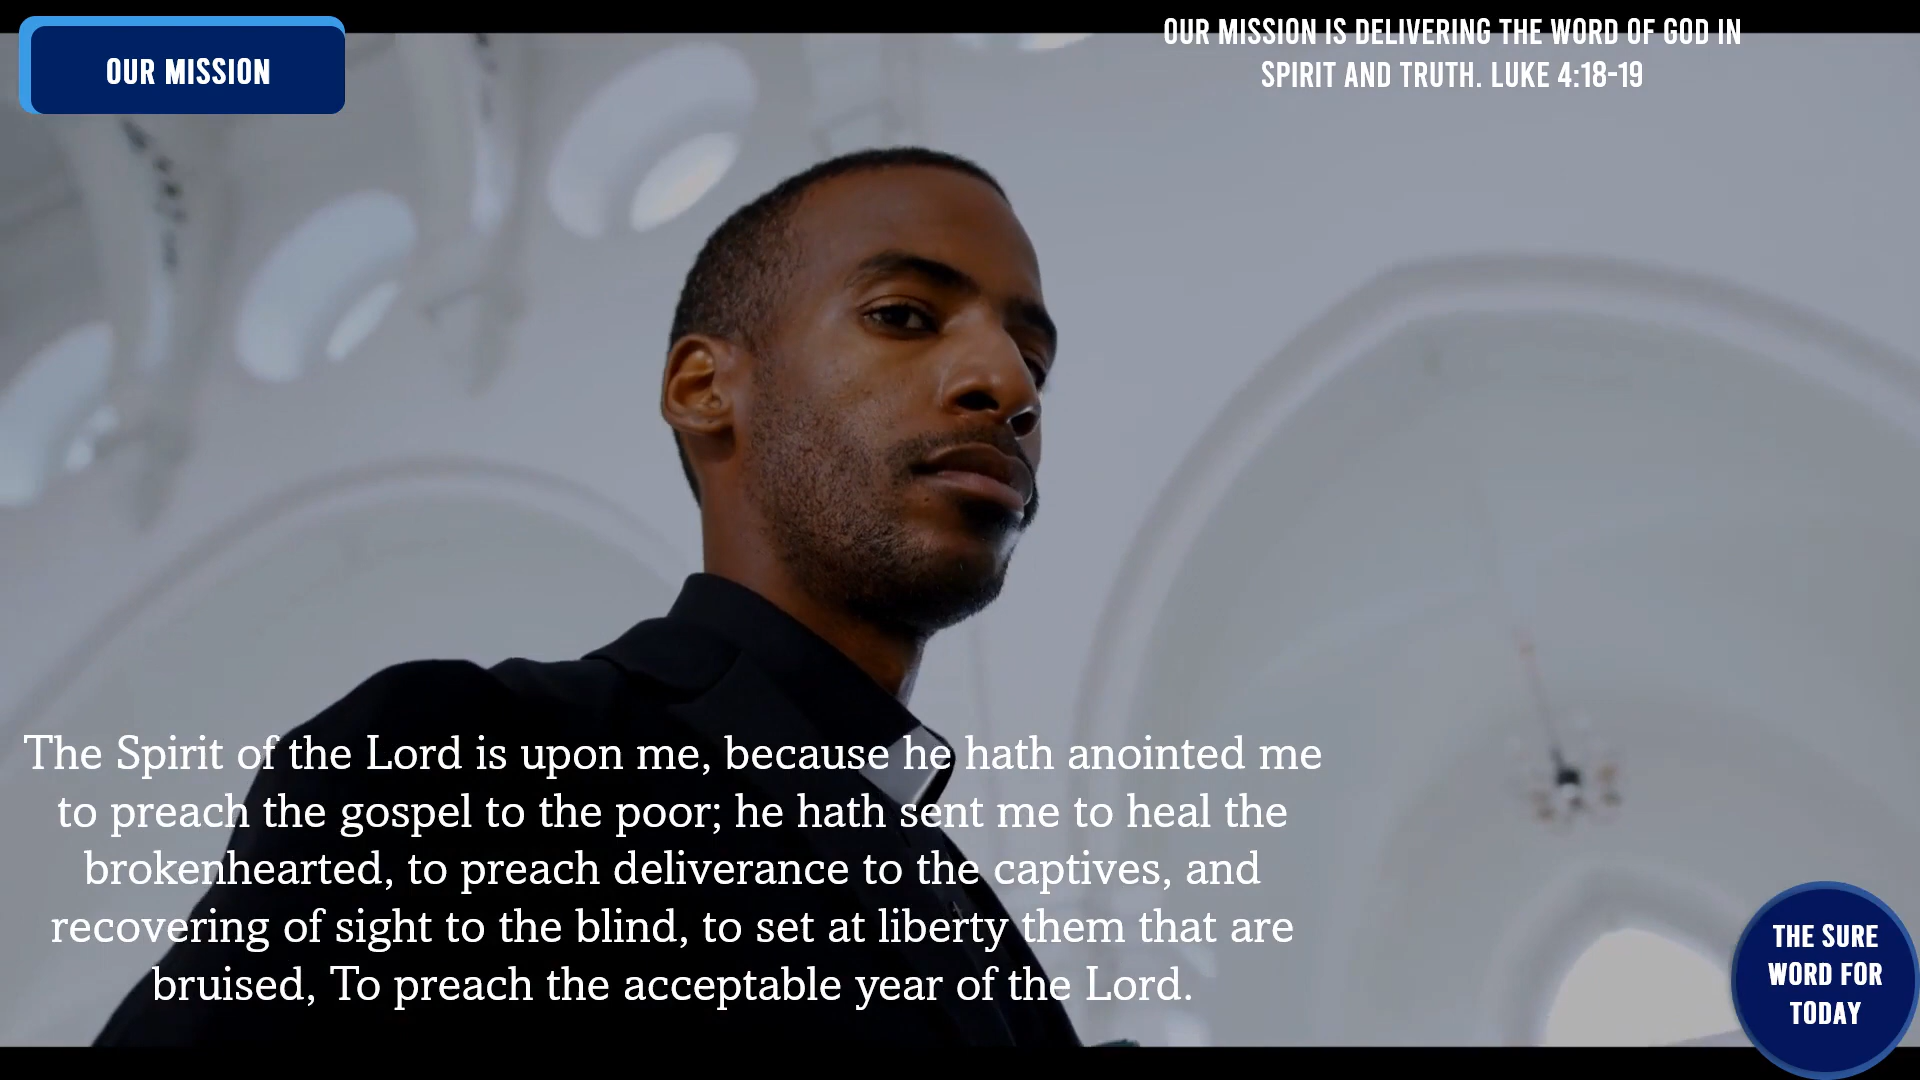 OUR MISSION
OUR MISSION IS DELIVERING THE WORD OF GOD IN
SPIRIT AND TRUTH. LUKE 4:18-19
The Spirit of the Lord is upon me, because he hath anointed me
to preach the gospel to the poor; he hath sent me to heal the
brokenhearted, to preach deliverance to the captives, and
recovering of sight to the blind, to set at liberty them that are
bruised, To preach the acceptable year of the Lord.
THE SURE
WORD FOR
TODAY